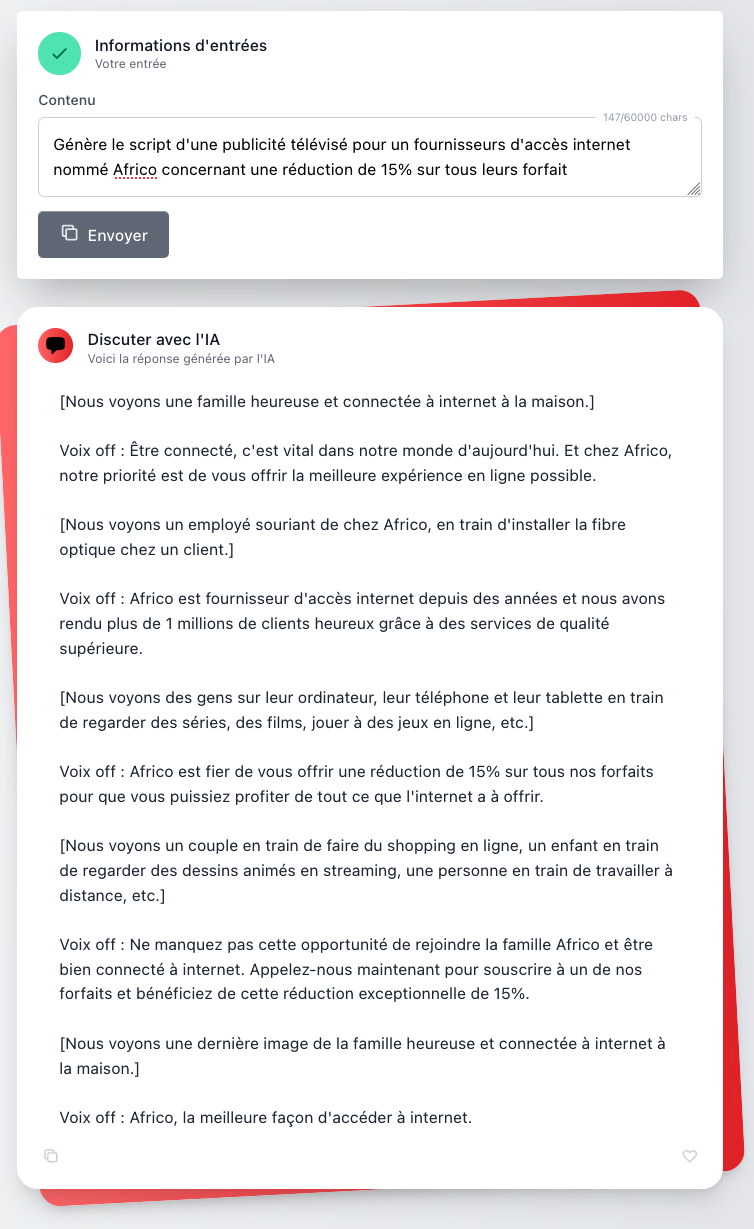 Informations d'entrées
Votre entrée
Contenu
147/60000 chars
Génère le script d'une publicité télévisé pour un fournisseurs d'accès internet
nommé Africo concernant une réduction de 15% sur tous leurs forfait
Envoyer
Discuter avec l'IA
Voici la réponse générée par l'IA
[Nous voyons une famille heureuse et connectée à internet à la maison.]
Voix off : Être connecté, c'est vital dans notre monde d'aujourd'hui. Et chez Africo,
notre priorité est de vous offrir la meilleure expérience en ligne possible.
[Nous voyons un employé souriant de chez Africo, en train d'installer la fibre
optique chez un client.]
Voix off : Africo est fournisseur d'accès internet depuis des années et nous avons
rendu plus de 1 millions de clients heureux grâce à des services de qualité
supérieure.
[Nous voyons des gens sur leur ordinateur, leur téléphone et leur tablette en train
de regarder des séries, des films, jouer à des jeux en ligne, etc.]
Voix off : Africo est fier de vous offrir une réduction de 15% sur tous nos forfaits
pour que vous puissiez profiter de tout ce que l'internet a à offrir.
[Nous voyons un couple en train de faire du shopping en ligne, un enfant en train
de regarder des dessins animés en streaming, une personne en train de travailler à
distance, etc.]
Voix off : Ne manquez pas cette opportunité de rejoindre la famille Africo et être
bien connecté à internet. Appelez-nous maintenant pour souscrire à un de nos
forfaits et bénéficiez de cette réduction exceptionnelle de 15%.
[Nous voyons une dernière image de la famille heureuse et connectée à internet à
la maison.]
Voix off : Africo, la meilleure façon d'accéder à internet.